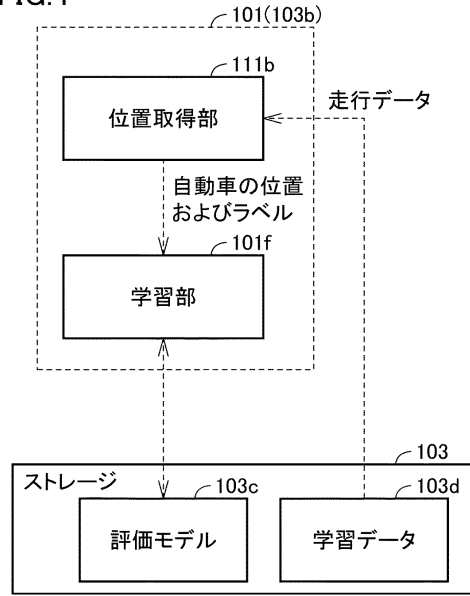 101(103b)
111b
位置取得部
走行データ
自動車の位置
およびラベル
101f
学習部
103
ストレージ
103c
103d
評価モデル
学習データ